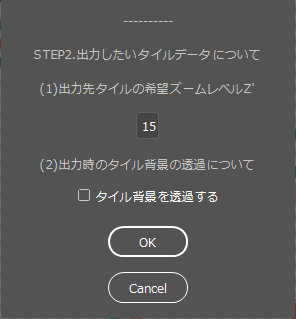 ----------
STEP2.出力したいタイルデータについて
(1)出力先タイルの希望ズームレベルZ'
15
(2)出力時のタイル背景の透過について
タイル背景を透過する
OK
Cancel